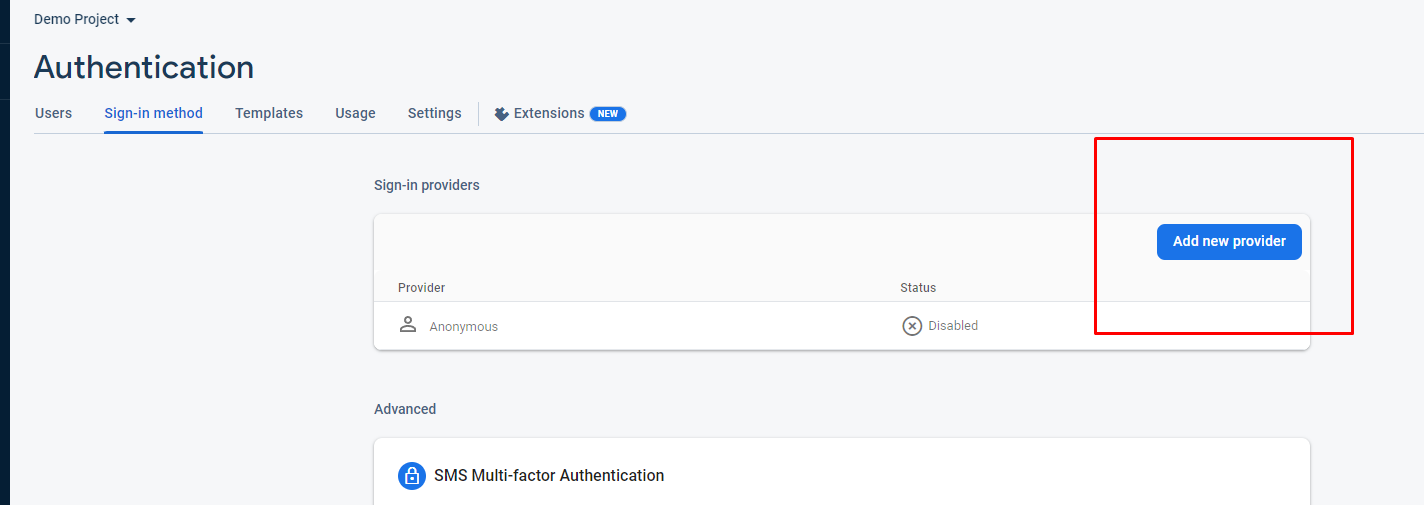 Demo Project
Authentication
Users Sign-in method Templates Usage Settings Extensions NEW
Sign-in providers
Add new provider
Provider Status
Anonymous Disabled
Advanced
SMS Multi-factor Authentication